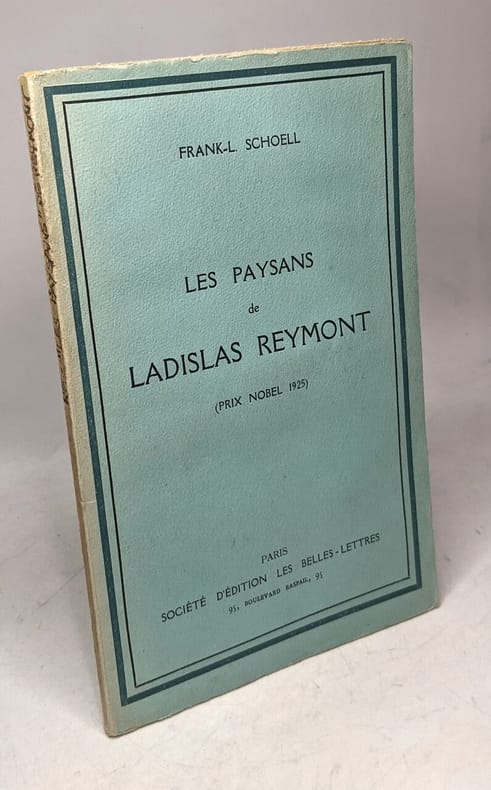 FRANK-L. SCHOELL
LES PAYSANS
de
LADISLAS REYMONT
(PRIX NOBEL 1925)
PARIS
SOCIÉTÉ D'ÉDITION LES BELLES-LETTRES
95, BOULEVARD RASPAIL, 95